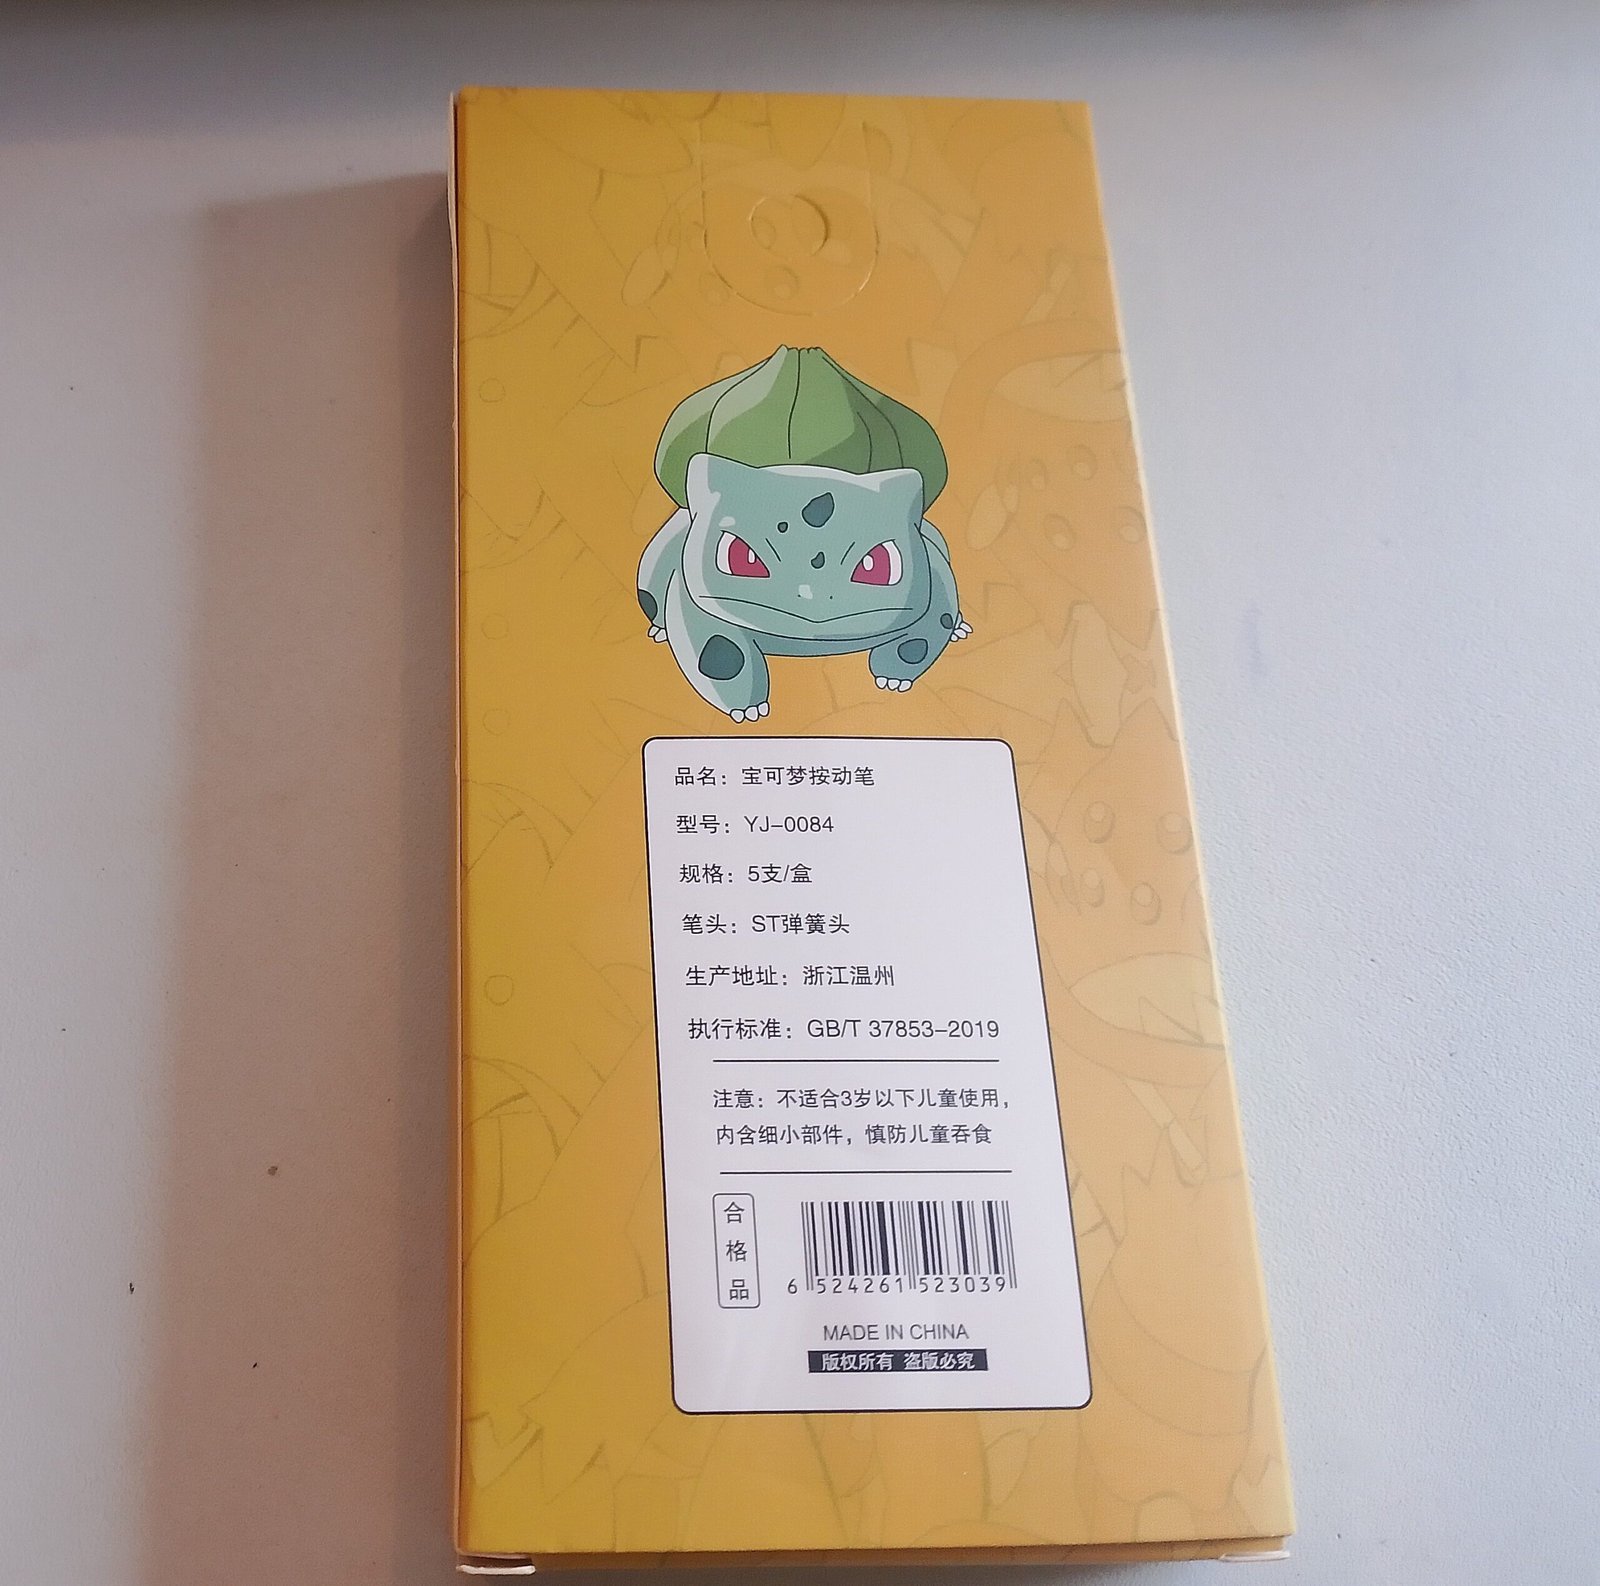 品名：宝可梦按动笔
型号：YJ-0084
规格：5支/盒
笔头：ST弹簧头
生产地址：浙江温州
执行标准：GB/T 37853-2019
注意：不适合3岁以下儿童使用，
内含细小部件，慎防儿童吞食
合格品
6 524261 523039
MADE IN CHINA
版权所有 盗版必究